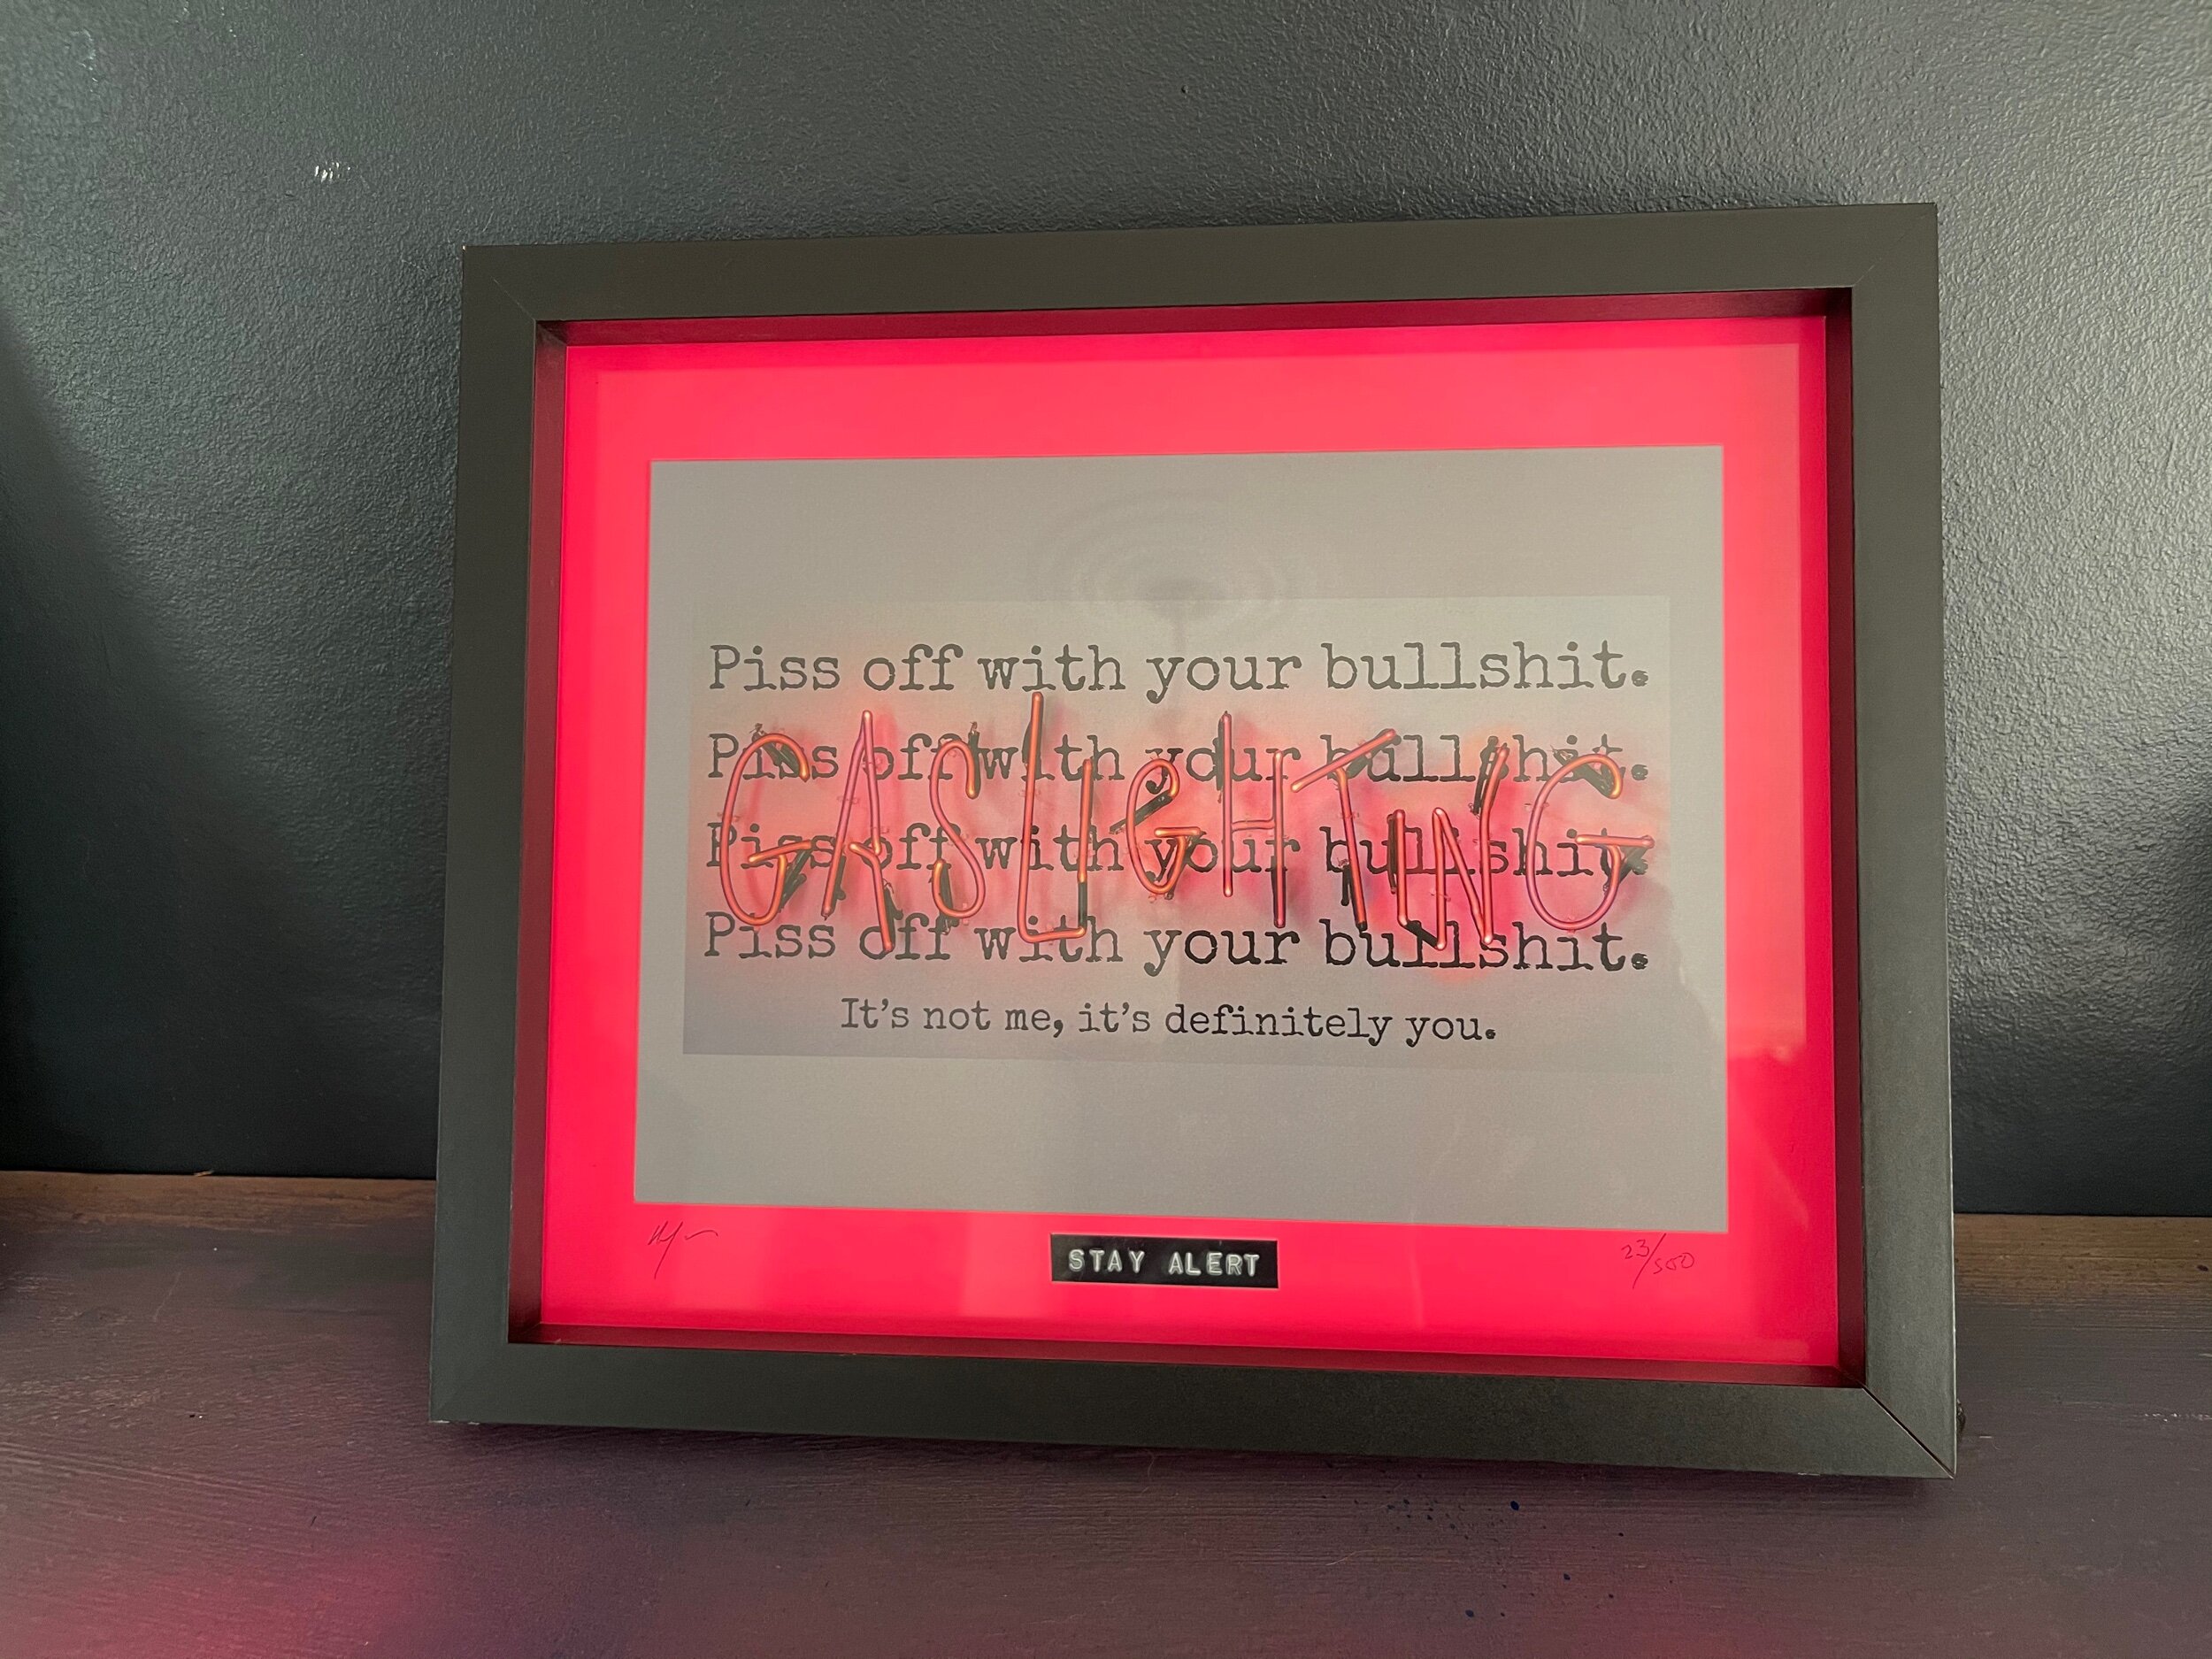 Piss off with your bullshit.
Piss off with your bullshit.
GASLIGHTING
Piss off with your bullshit.
Piss off with your bullshit.
It's not me, it's definitely you.
STAY ALERT
23/500